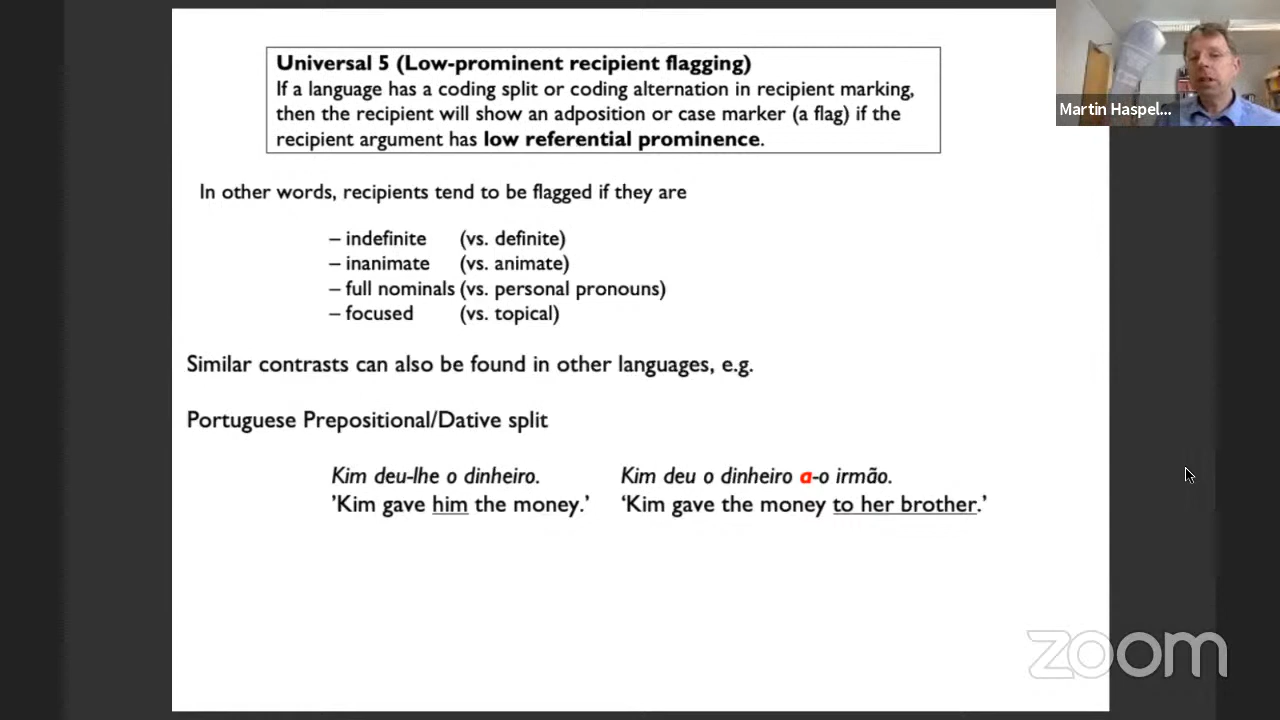 Universal 5 (Low-prominent recipient flagging)
If a language has a coding split or coding alternation in recipient marking,
then the recipient will show an adposition or case marker (a flag) if the
recipient argument has low referential prominence.
In other words, recipients tend to be flagged if they are
– indefinite (vs. definite)
– inanimate (vs. animate)
– full nominals (vs. personal pronouns)
– focused (vs. topical)
Similar contrasts can also be found in other languages, e.g.
Portuguese Prepositional/Dative split
Kim deu-lhe o dinheiro. Kim deu o dinheiro a-o irmão.
’Kim gave him the money.’ ‘Kim gave the money to her brother.’
Martin Haspel...
zoom